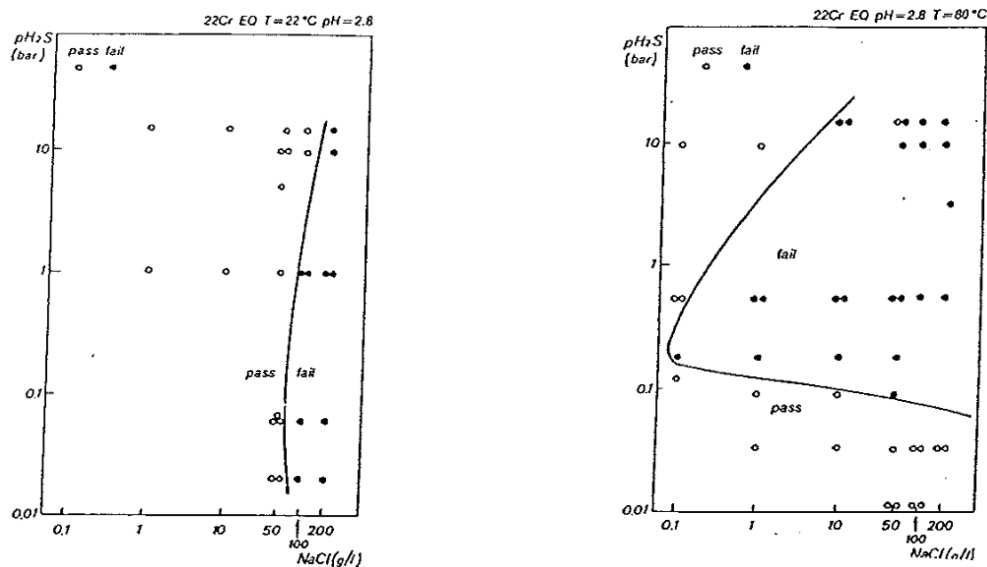 22Cr EQ T=22°C pH=2.8
pH₂S
(bar)
pass fail
10
1
pass fail
0.1
0.01
0,1 1 10 50 200
100
NaCl(g/l)
22Cr EQ pH=2.8 T=80°C
pH₂S
(bar)
pass fail
10
1
fail
0.1
pass
0.01
0.1 1 10 50 200
100
NaCl(g/l)